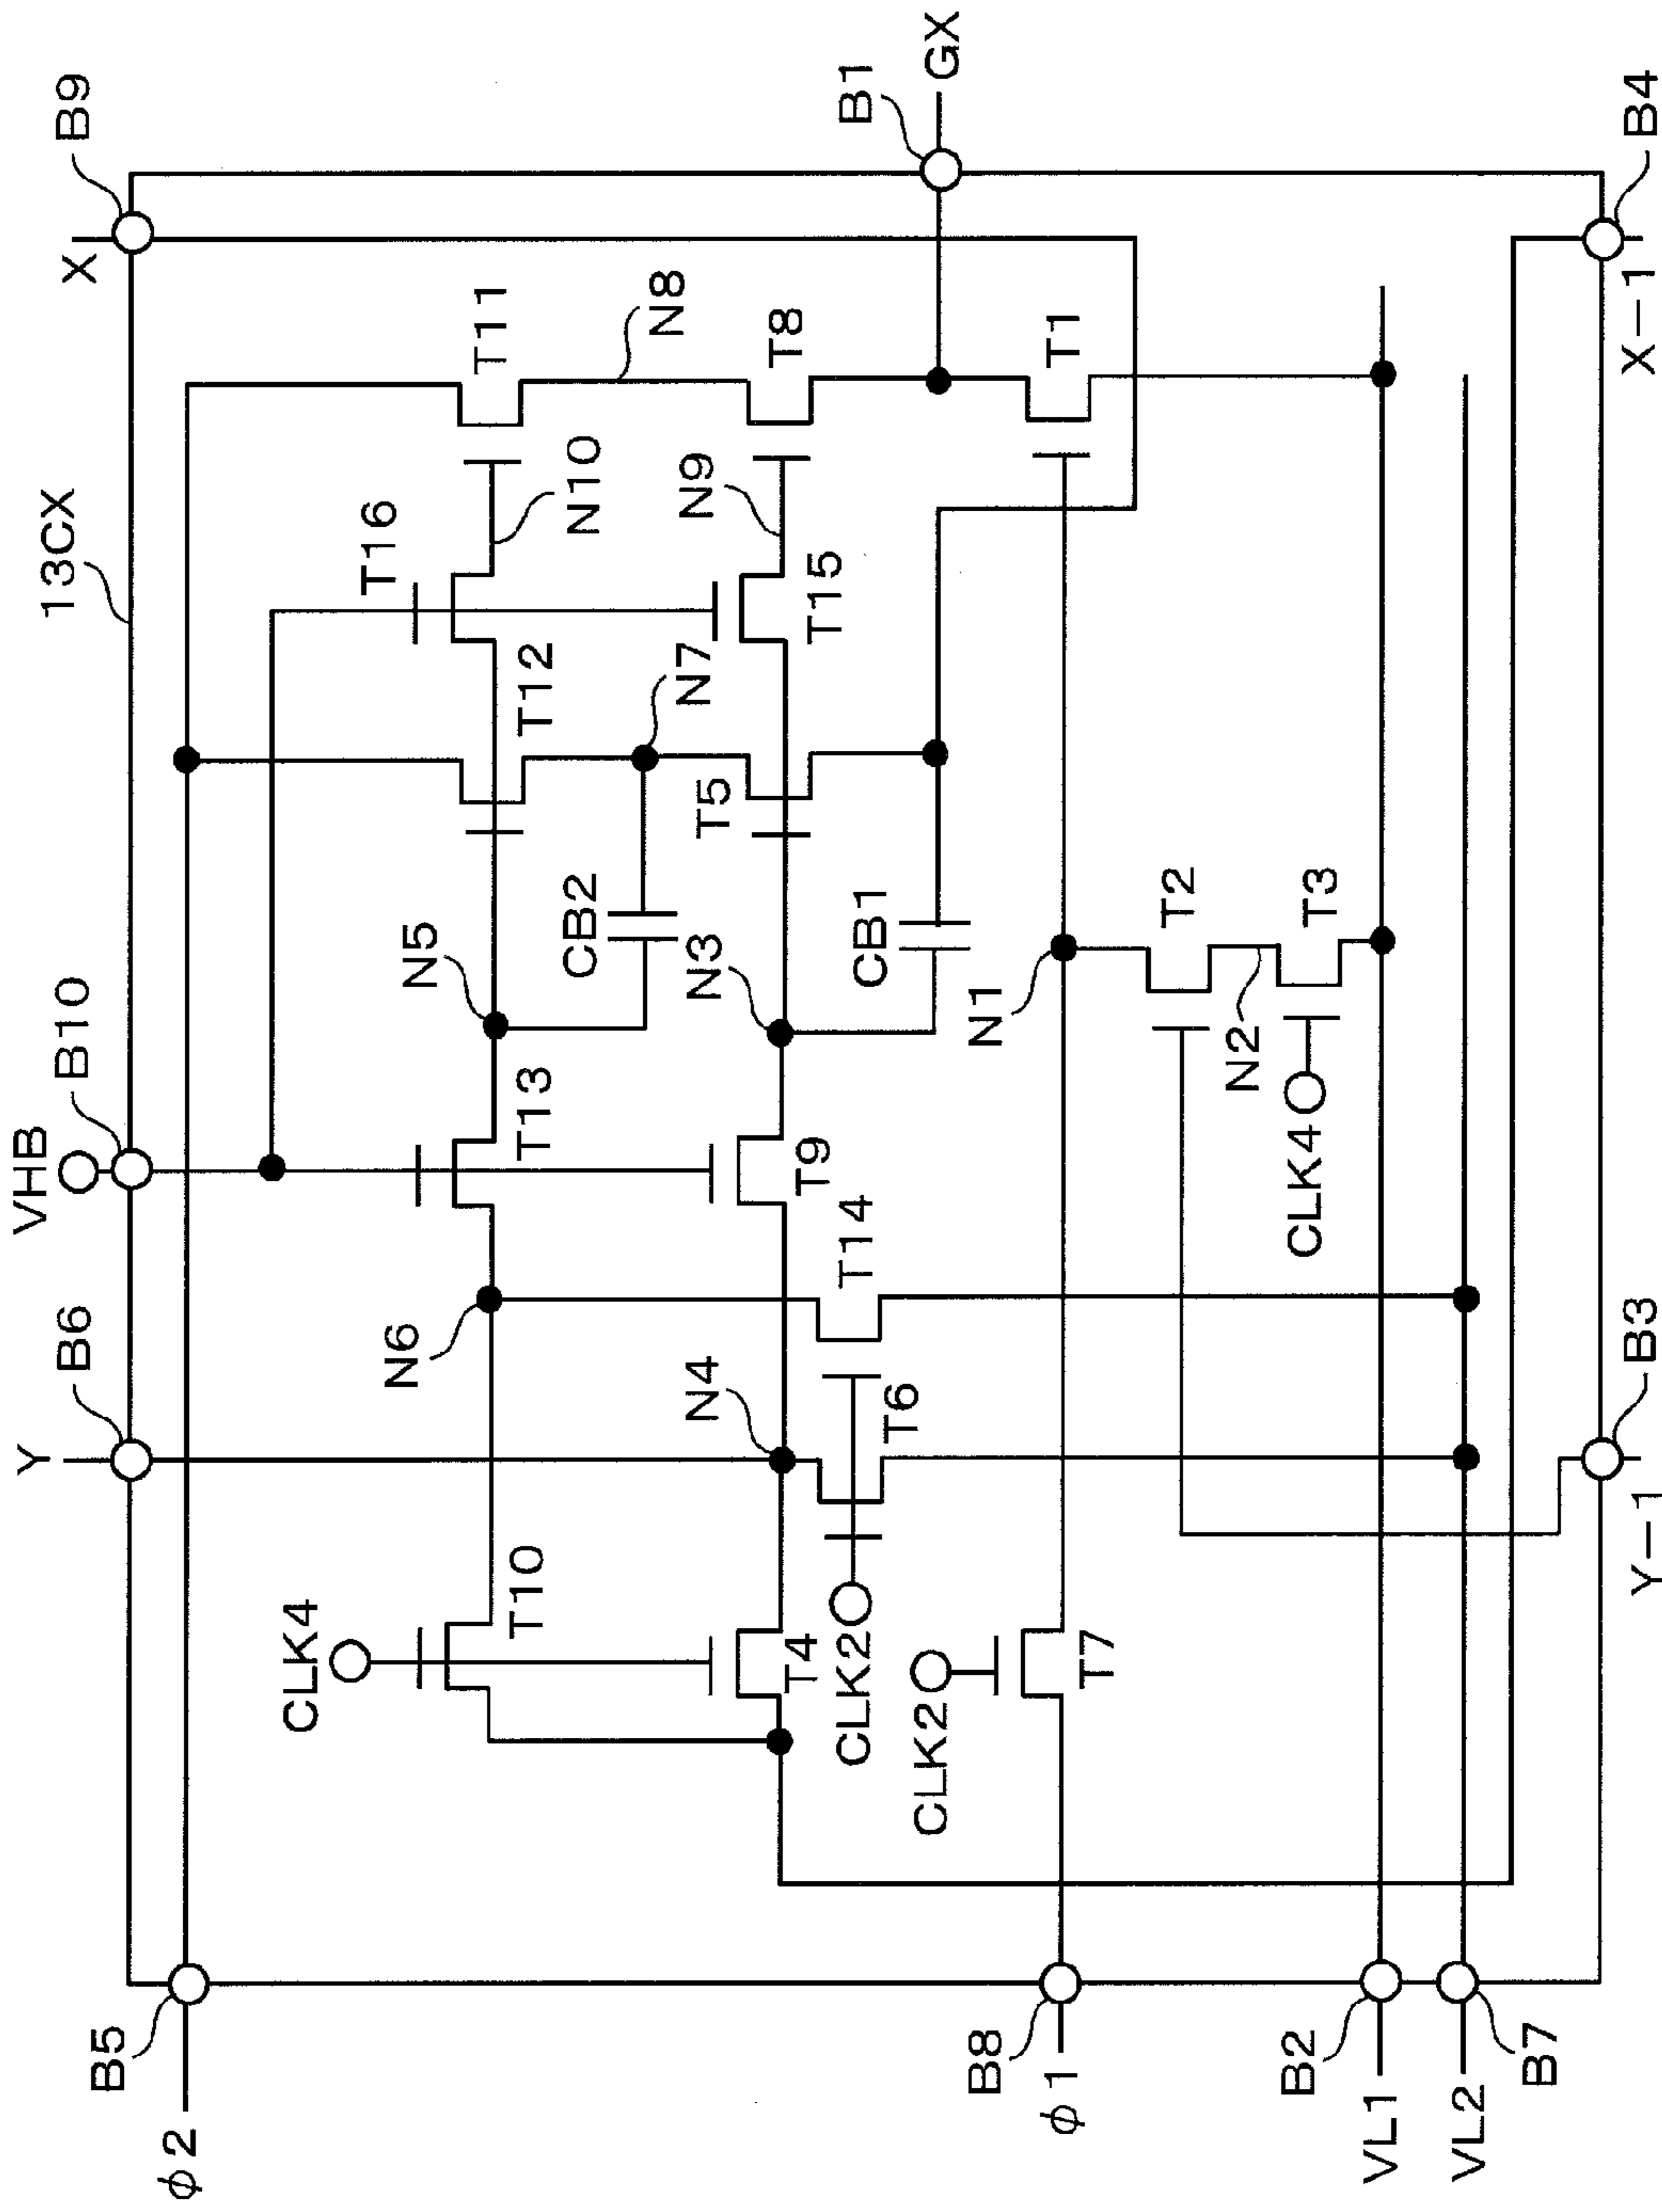 13CX
B9
X
B10
VHB
B6
Y
B1
GX
B4
X-1
T11
N8
T8
T1
T16
N10
N9
T15
T12
N7
T5
N5
CB2
N3
CB1
N1
T2
T3
N2
CLK4
T13
T9
T14
N6
N4
T6
B3
Y-1
CLK4
T10
T4
CLK2
CLK2
T7
B5
φ2
B8
φ1
B2
VL1
VL2
B7